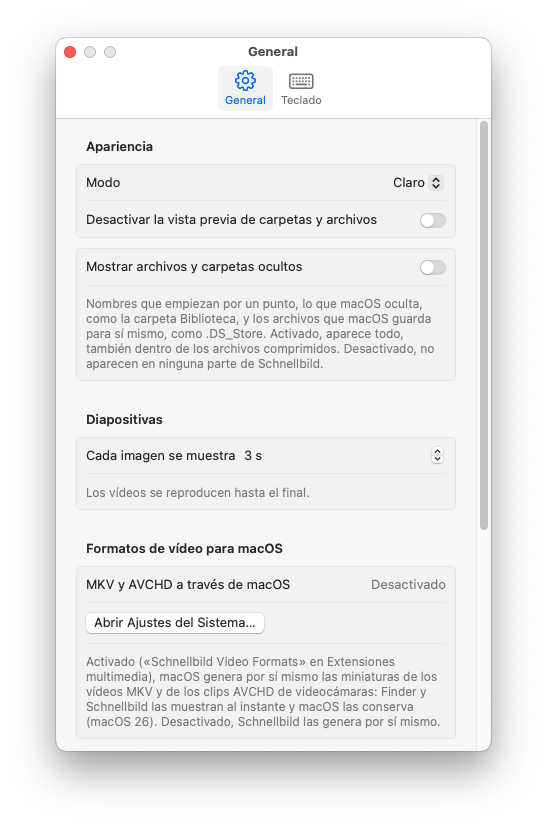 General
General
Teclado
Apariencia
Modo
Claro
Desactivar la vista previa de carpetas y archivos
Mostrar archivos y carpetas ocultos
Nombres que empiezan por un punto, lo que macOS oculta,
como la carpeta Biblioteca, y los archivos que macOS guarda
para sí mismo, como .DS_Store. Activado, aparece todo,
también dentro de los archivos comprimidos. Desactivado, no
aparecen en ninguna parte de Schnellbild.
Diapositivas
Cada imagen se muestra 3 s
Los vídeos se reproducen hasta el final.
Formatos de vídeo para macOS
MKV y AVCHD a través de macOS
Desactivado
Abrir Ajustes del Sistema...
Activado («Schnellbild Video Formats» en Extensiones
multimedia), macOS genera por sí mismo las miniaturas de los
vídeos MKV y de los clips AVCHD de videocámaras: Finder y
Schnellbild las muestran al instante y macOS las conserva
(macOS 26). Desactivado, Schnellbild las genera por sí mismo.